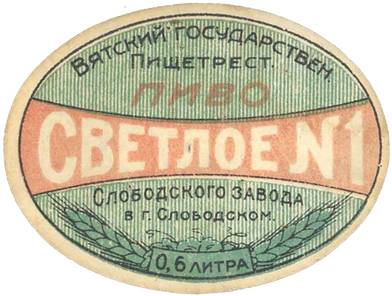 Вятский Государствен.
Пищетрест.
ПИВО
Светлое №1
Слободского завода
в г. Слободском.
0,6 литра